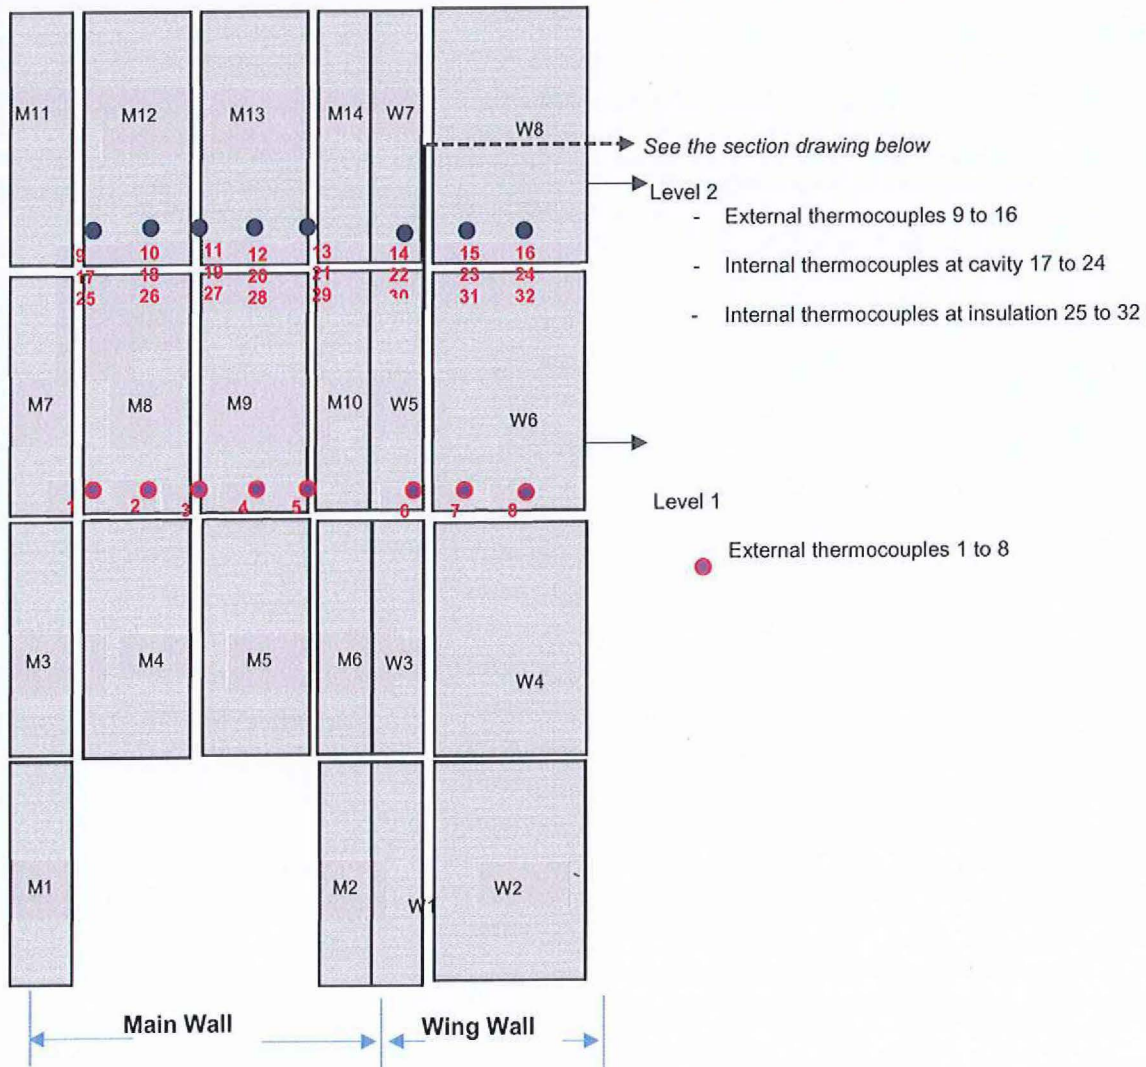 M11
M12
M13
M14
W7
W8
See the section drawing below
Level 2
- External thermocouples 9 to 16
- Internal thermocouples at cavity 17 to 24
- Internal thermocouples at insulation 25 to 32
9 10 11 12 13 14 15 16
17 18 19 20 21 22 23 24
25 26 27 28 29 30 31 32
M7
M8
M9
M10
W5
W6
1 2 3 4 5 6 7 8
Level 1
External thermocouples 1 to 8
M3
M4
M5
M6
W3
W4
M1
M2
W1
W2
Main Wall
Wing Wall